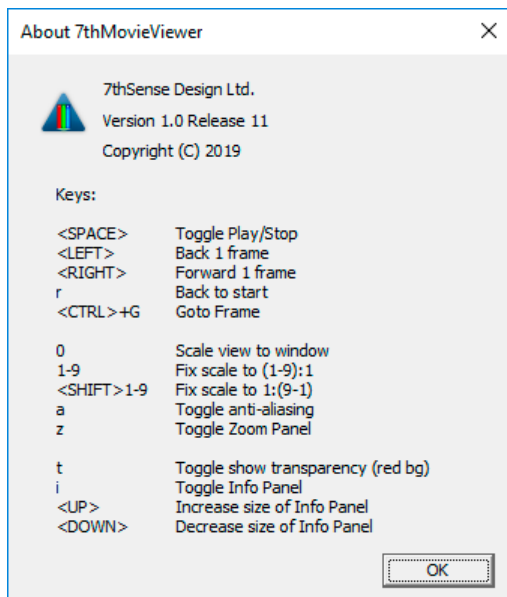 About 7thMovieViewer
7thSense Design Ltd.
Version 1.0 Release 11
Copyright (C) 2019
Keys:
<SPACE> Toggle Play/Stop
<LEFT> Back 1 frame
<RIGHT> Forward 1 frame
r Back to start
<CTRL>+G Goto Frame
0 Scale view to window
1-9 Fix scale to (1-9):1
<SHIFT>1-9 Fix scale to 1:(9-1)
a Toggle anti-aliasing
z Toggle Zoom Panel
t Toggle show transparency (red bg)
i Toggle Info Panel
<UP> Increase size of Info Panel
<DOWN> Decrease size of Info Panel
OK